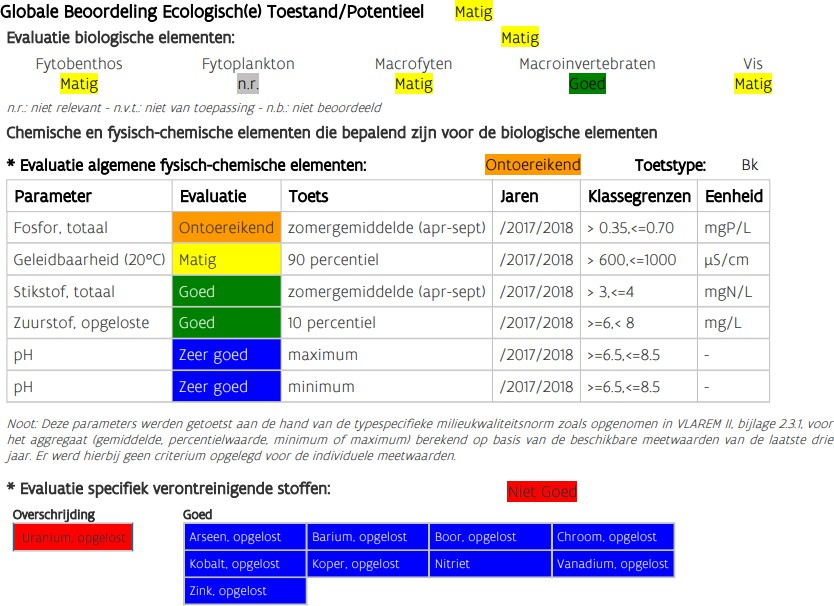 Globale Beoordeling Ecologisch(e) Toestand/Potentieel Matig
Evaluatie biologische elementen: Matig
Fytobenthos Fytoplankton Macrofyten Macroinvertebraten Vis
Matig n.r. Matig Goed Matig
n.r.: niet relevant - n.v.t.: niet van toepassing - n.b.: niet beoordeeld
Chemische en fysisch-chemische elementen die bepalend zijn voor de biologische elementen
* Evaluatie algemene fysisch-chemische elementen: Ontoereikend Toetstype: Bk
Parameter Evaluatie Toets Jaren Klassegrenzen Eenheid
Fosfor, totaal Ontoereikend zomergemiddelde (apr-sept) /2017/2018 > 0.35,<=0.70 mgP/L
Geleidbaarheid (20°C) Matig 90 percentiel /2017/2018 > 600,<=1000 µS/cm
Stikstof, totaal Goed zomergemiddelde (apr-sept) /2017/2018 > 3,<=4 mgN/L
Zuurstof, opgeloste Goed 10 percentiel /2017/2018 >=6,< 8 mg/L
pH Zeer goed maximum /2017/2018 >=6.5,<=8.5 -
pH Zeer goed minimum /2017/2018 >=6.5,<=8.5 -
Noot: Deze parameters werden getoetst aan de hand van de typespecifieke milieukwaliteitsnorm zoals opgenomen in VLAREM II, bijlage 2.3.1, voor
het aggregaat (gemiddelde, percentielwaarde, minimum of maximum) berekend op basis van de beschikbare meetwaarden van de laatste drie
jaar. Er werd hierbij geen criterium opgelegd voor de individuele meetwaarden.
* Evaluatie specifiek verontreinigende stoffen: Niet Goed
Overschrijding Goed
Uranium, opgelost Arseen, opgelost Barium, opgelost Boor, opgelost Chroom, opgelost
Kobalt, opgelost Koper, opgelost Nitriet Vanadium, opgelost
Zink, opgelost